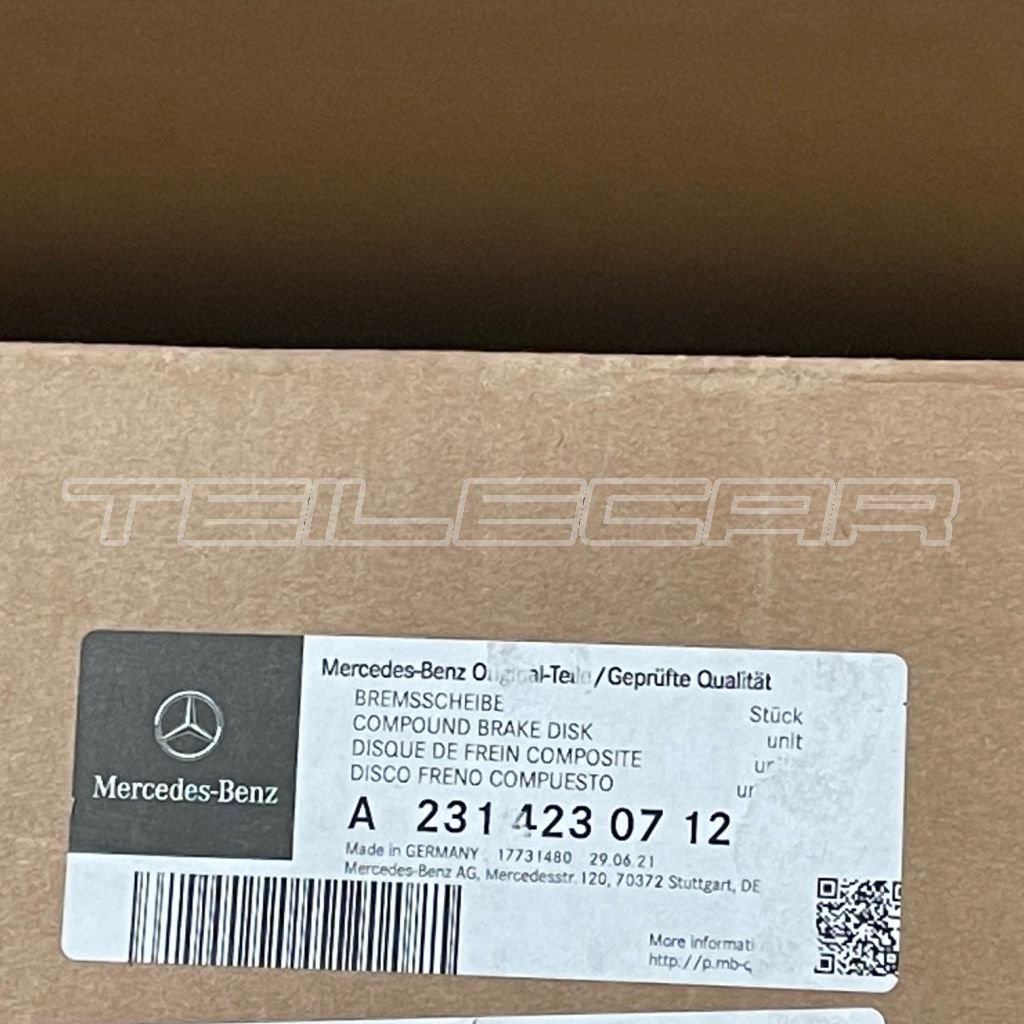 TEILECAR
Mercedes-Benz
Mercedes-Benz Original-Teile/Geprüfte Qualität
BREMSSCHEIBE
COMPOUND BRAKE DISK
DISQUE DE FREIN COMPOSITE
DISCO FRENO COMPUESTO
Stück
unit
A 231 423 07 12
Made in GERMANY 17731480 29.06.21
Mercedes-Benz AG, Mercedesstr. 120, 70372 Stuttgart, DE
More informati
http://p.mb-